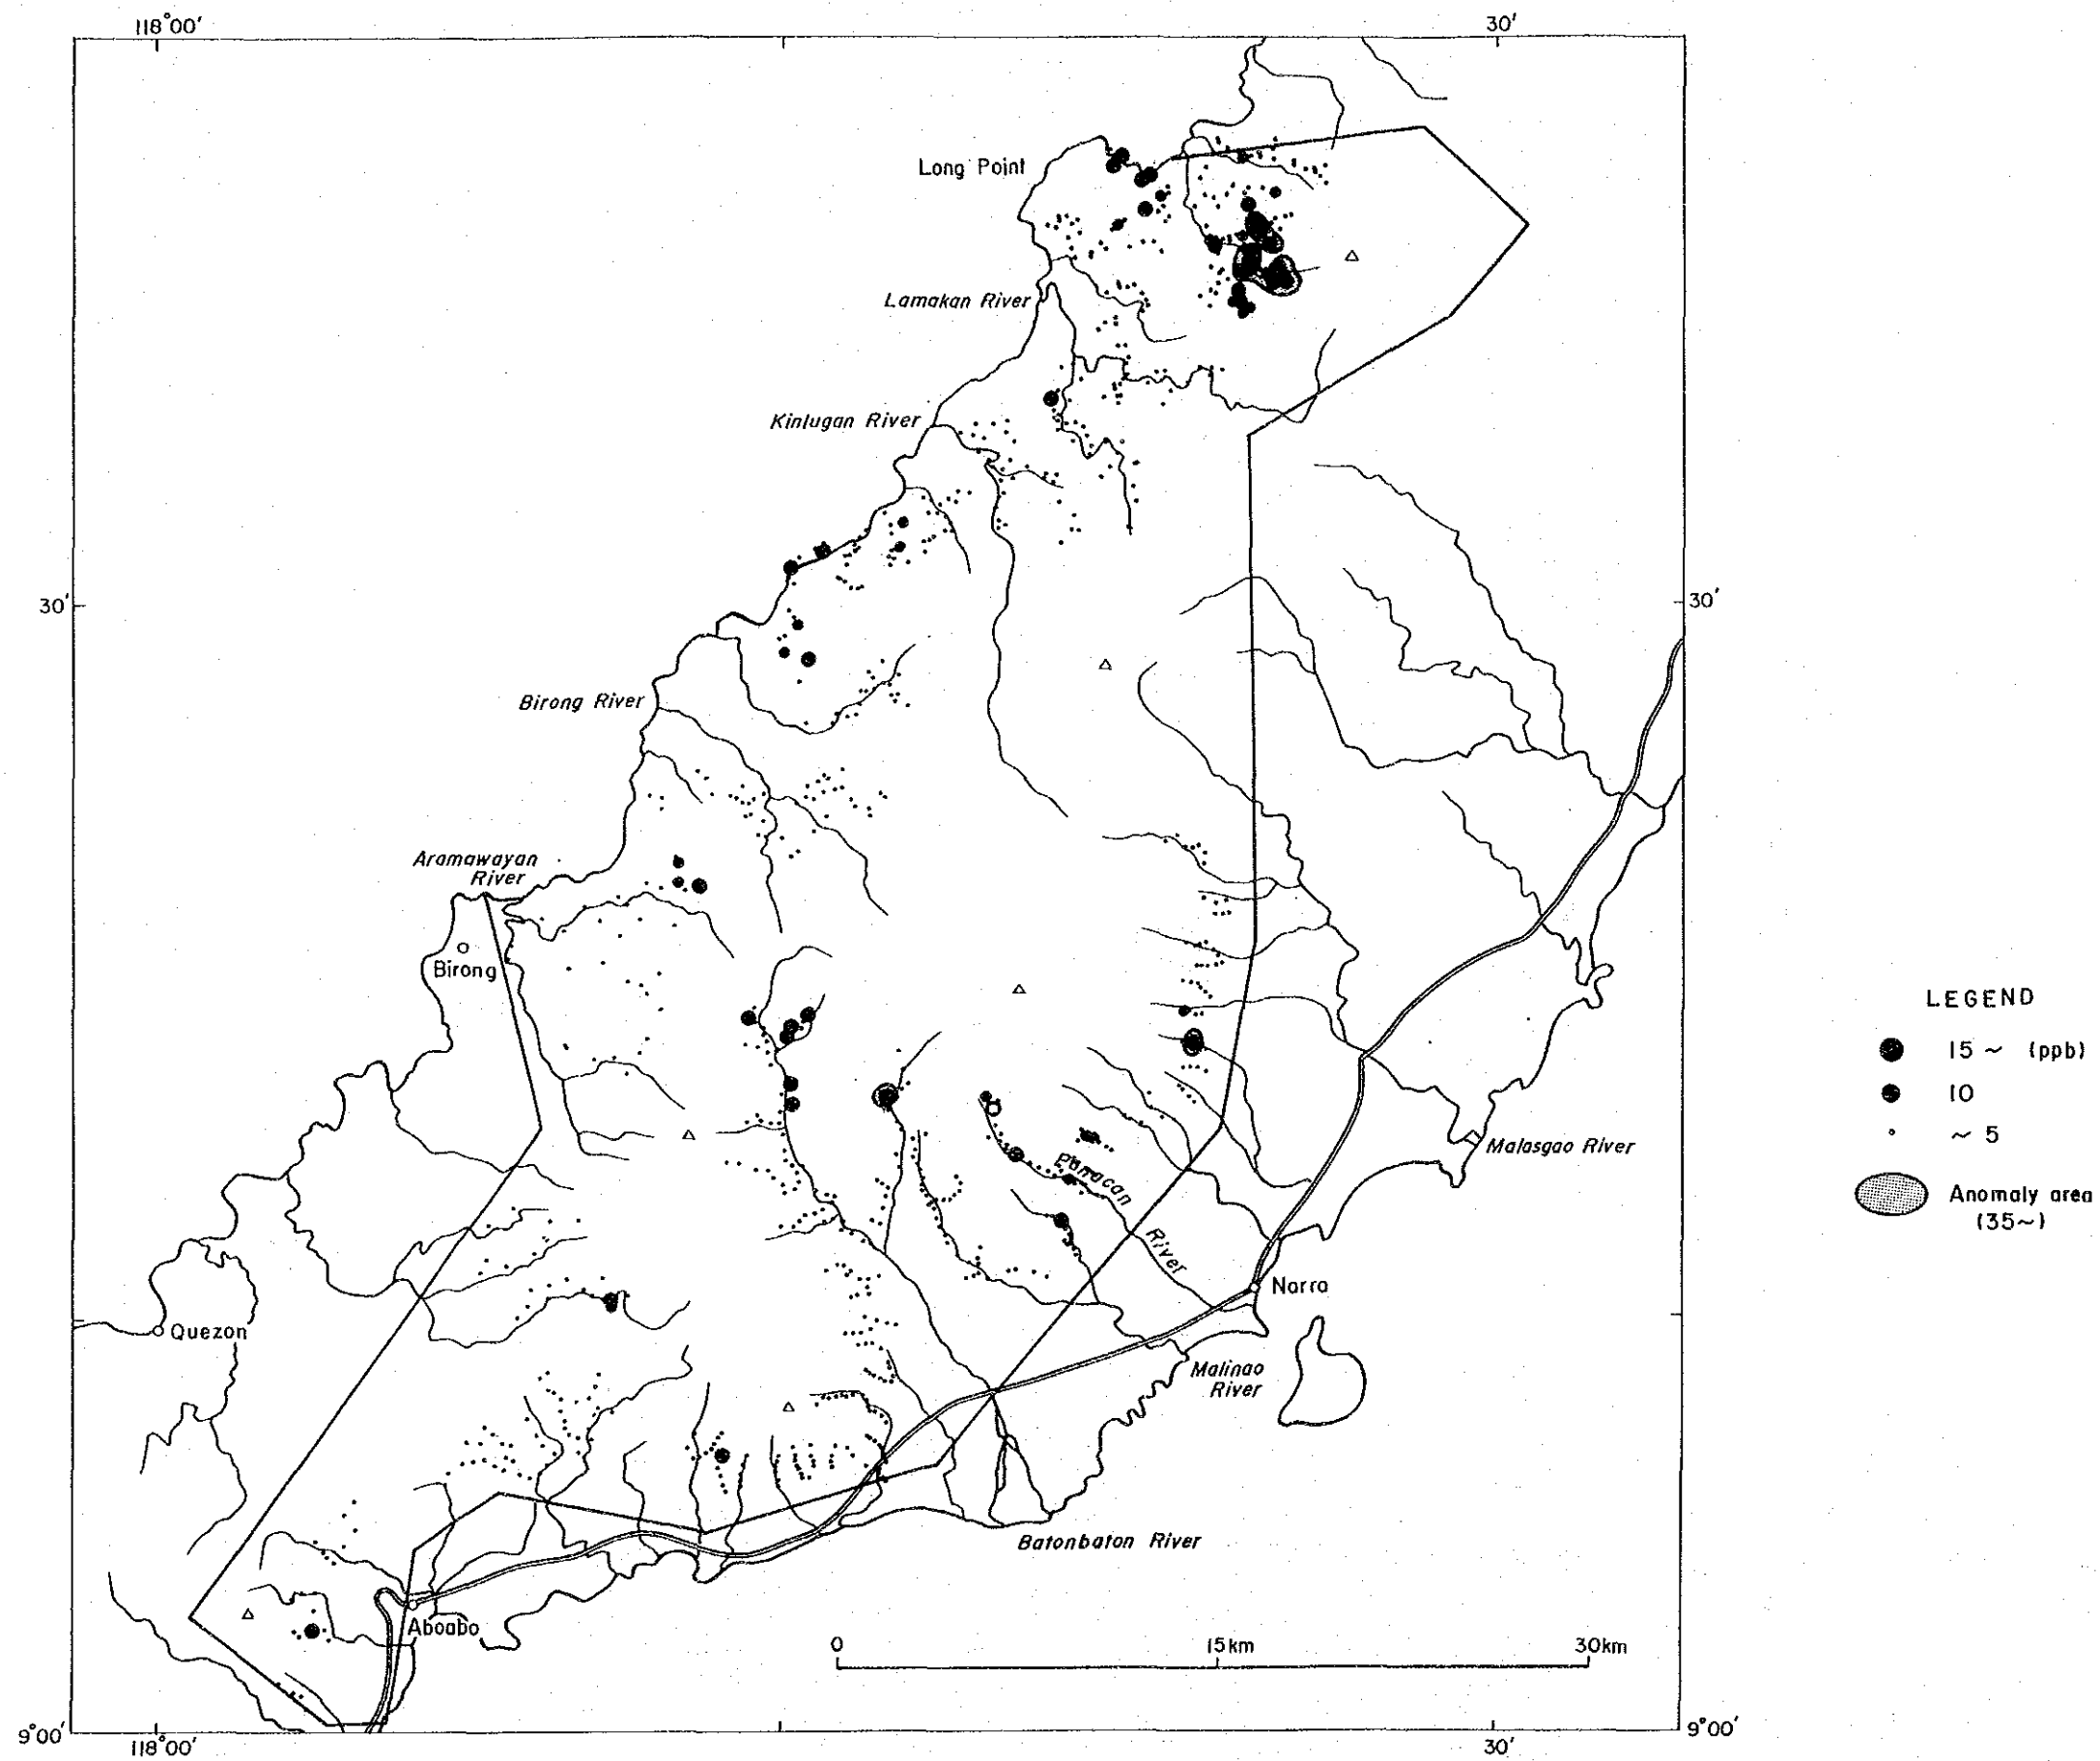 118°00'
30'
Long Point
Lamakan River
Kinlugan River
30'
30'
Birong River
Aramawayan
River
Birong
LEGEND
15 ~ (ppb)
10
~ 5
Anomaly area
(35~)
Malasgao River
Panacan
River
Narra
Quezon
Malinao
River
Batonbaton River
Aboabo
0
15km
30km
9°00'
9°00'
118°00'
30'